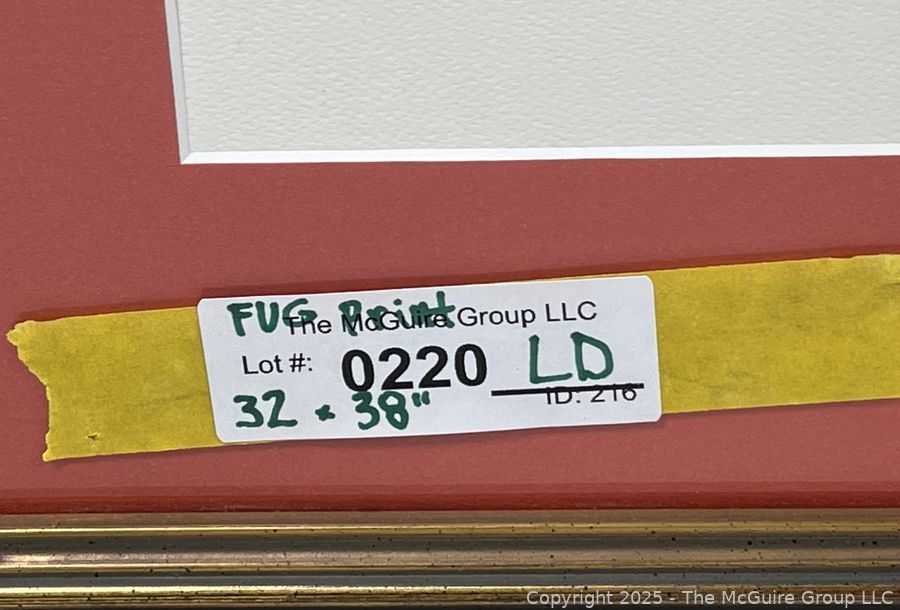 FUG Print
The McGuire Group LLC
Lot #: 0220 LD
ID: 216
32 x 38"
Copyright 2025 - The McGuire Group LLC